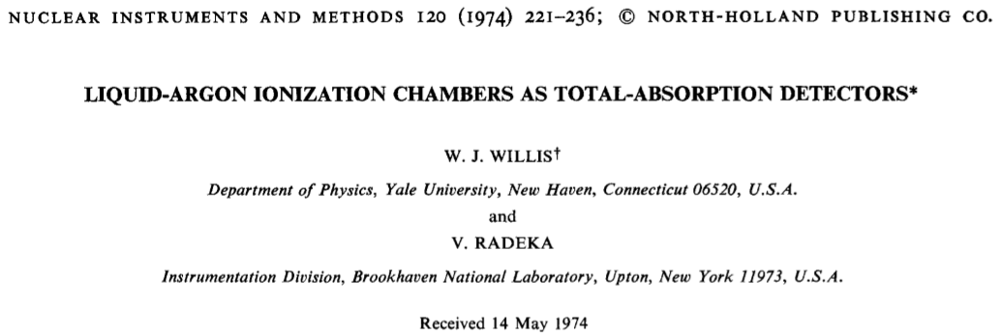 NUCLEAR INSTRUMENTS AND METHODS 120 (1974) 221–236; © NORTH-HOLLAND PUBLISHING CO.
LIQUID-ARGON IONIZATION CHAMBERS AS TOTAL-ABSORPTION DETECTORS*
W. J. WILLIS†
Department of Physics, Yale University, New Haven, Connecticut 06520, U.S.A.
and
V. RADEKA
Instrumentation Division, Brookhaven National Laboratory, Upton, New York 11973, U.S.A.
Received 14 May 1974